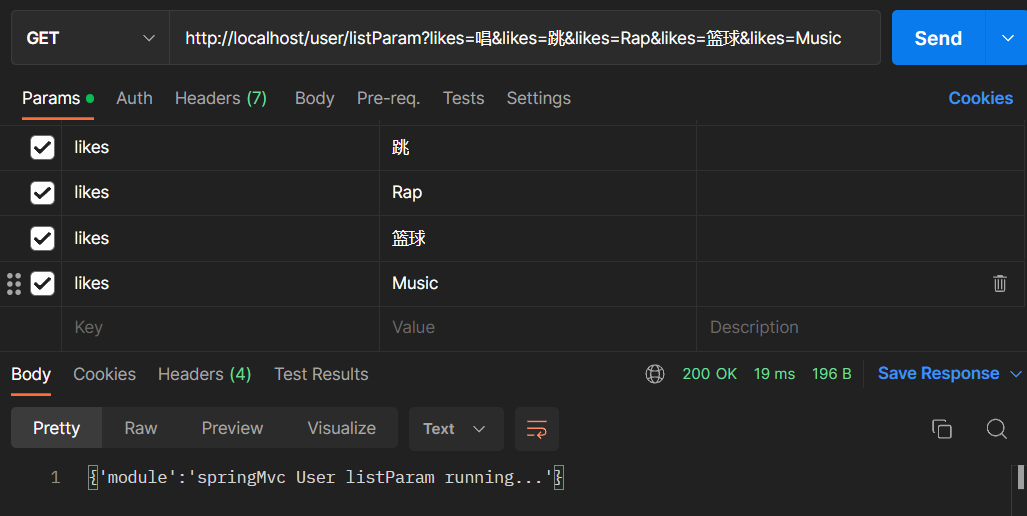 GET http://localhost/user/listParam?likes=唱&likes=跳&likes=Rap&likes=篮球&likes=Music Send
Params Auth Headers (7) Body Pre-req. Tests Settings Cookies
likes 跳
likes Rap
likes 篮球
likes Music
Key Value Description
Body Cookies Headers (4) Test Results 200 OK 19 ms 196 B Save Response
Pretty Raw Preview Visualize Text
1 {'module':'springMvc User listParam running...'}